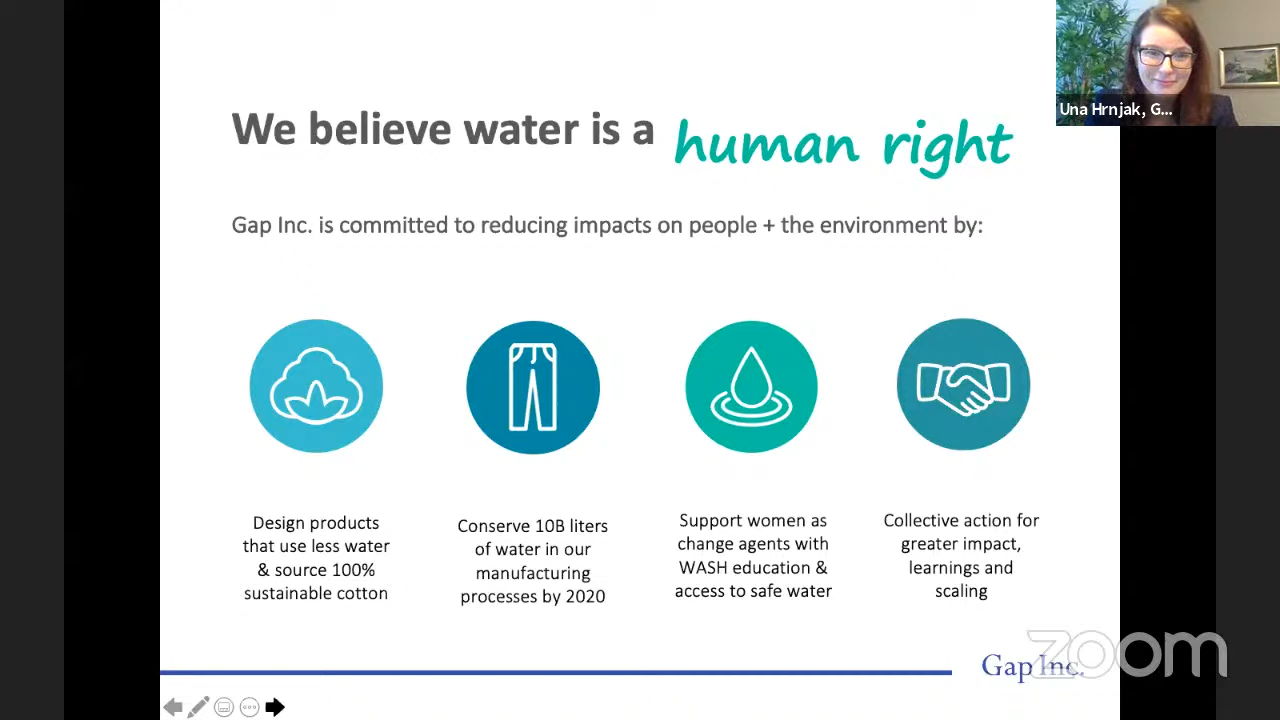 Una Hrnjak, G...
We believe water is a human right
Gap Inc. is committed to reducing impacts on people + the environment by:
Design products
that use less water
& source 100%
sustainable cotton
Conserve 10B liters
of water in our
manufacturing
processes by 2020
Support women as
change agents with
WASH education &
access to safe water
Collective action for
greater impact,
learnings and
scaling
Gap Inc.
zoom